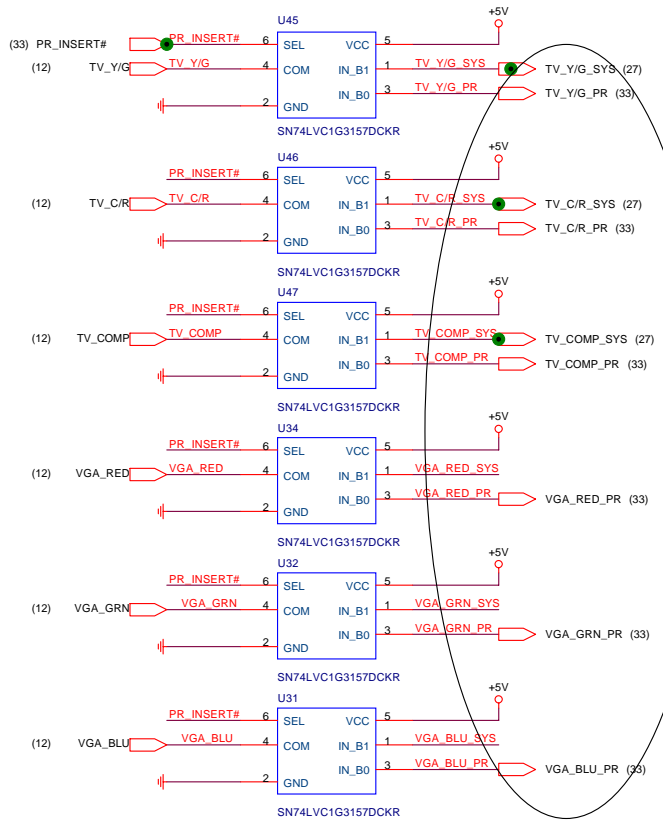 U45
+5V
(33) PR_INSERT# PR_INSERT# 6 SEL VCC 5
(12) TV_Y/G TV_Y/G 4 COM IN_B1 1 TV_Y/G_SYS TV_Y/G_SYS (27)
IN_B0 3 TV_Y/G_PR TV_Y/G_PR (33)
2 GND
SN74LVC1G3157DCKR
U46
+5V
PR_INSERT# 6 SEL VCC 5
(12) TV_C/R TV_C/R 4 COM IN_B1 1 TV_C/R_SYS TV_C/R_SYS (27)
IN_B0 3 TV_C/R_PR TV_C/R_PR (33)
2 GND
SN74LVC1G3157DCKR
U47
+5V
PR_INSERT# 6 SEL VCC 5
(12) TV_COMP TV_COMP 4 COM IN_B1 1 TV_COMP_SYS TV_COMP_SYS (27)
IN_B0 3 TV_COMP_PR TV_COMP_PR (33)
2 GND
SN74LVC1G3157DCKR
U34
+5V
PR_INSERT# 6 SEL VCC 5
(12) VGA_RED VGA_RED 4 COM IN_B1 1 VGA_RED_SYS
IN_B0 3 VGA_RED_PR VGA_RED_PR (33)
2 GND
SN74LVC1G3157DCKR
U32
+5V
PR_INSERT# 6 SEL VCC 5
(12) VGA_GRN VGA_GRN 4 COM IN_B1 1 VGA_GRN_SYS
IN_B0 3 VGA_GRN_PR VGA_GRN_PR (33)
2 GND
SN74LVC1G3157DCKR
U31
+5V
PR_INSERT# 6 SEL VCC 5
(12) VGA_BLU VGA_BLU 4 COM IN_B1 1 VGA_BLU_SYS
IN_B0 3 VGA_BLU_PR VGA_BLU_PR (33)
2 GND
SN74LVC1G3157DCKR